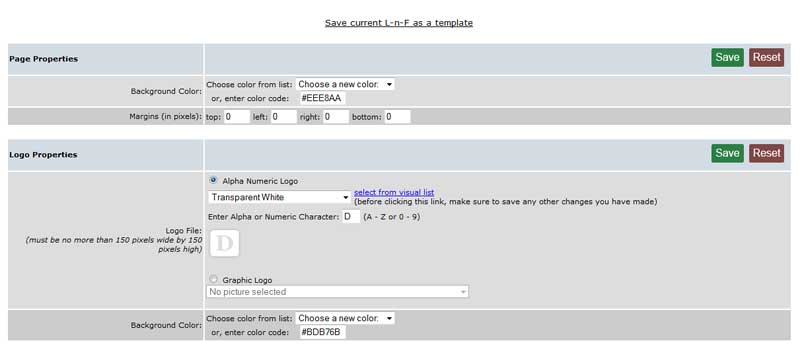 Save current L-n-F as a template
Page Properties
Save Reset
Background Color:
Choose color from list: Choose a new color:
or, enter color code: #EEE8AA
Margins (in pixels): top: 0 left: 0 right: 0 bottom: 0
Logo Properties
Save Reset
Alpha Numeric Logo
Transparent White select from visual list
(before clicking this link, make sure to save any other changes you have made)
Enter Alpha or Numeric Character: D (A - Z or 0 - 9)
Logo File:
(must be no more than 150 pixels wide by 150
pixels high)
D
Graphic Logo
No picture selected
Background Color:
Choose color from list: Choose a new color:
or, enter color code: #BDB76B